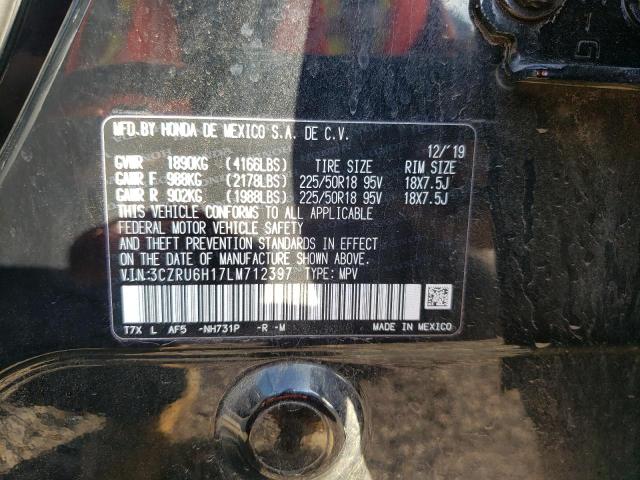 MFD.BY HONDA DE MEXICO S.A. DE C.V.
12/'19
GVWR 1890KG (4166LBS) TIRE SIZE RIM SIZE
GAWR F 988KG (2178LBS) 225/50R18 95V 18X7.5J
GAWR R 902KG (1988LBS) 225/50R18 95V 18X7.5J
THIS VEHICLE CONFORMS TO ALL APPLICABLE
FEDERAL MOTOR VEHICLE SAFETY
AND THEFT PREVENTION STANDARDS IN EFFECT
ON THE DATE OF MANUFACTURE SHOWN ABOVE.
V.I.N:3CZRU6H17LM712397 TYPE: MPV
T7X L AF5 -NH731P -R -M MADE IN MEXICO